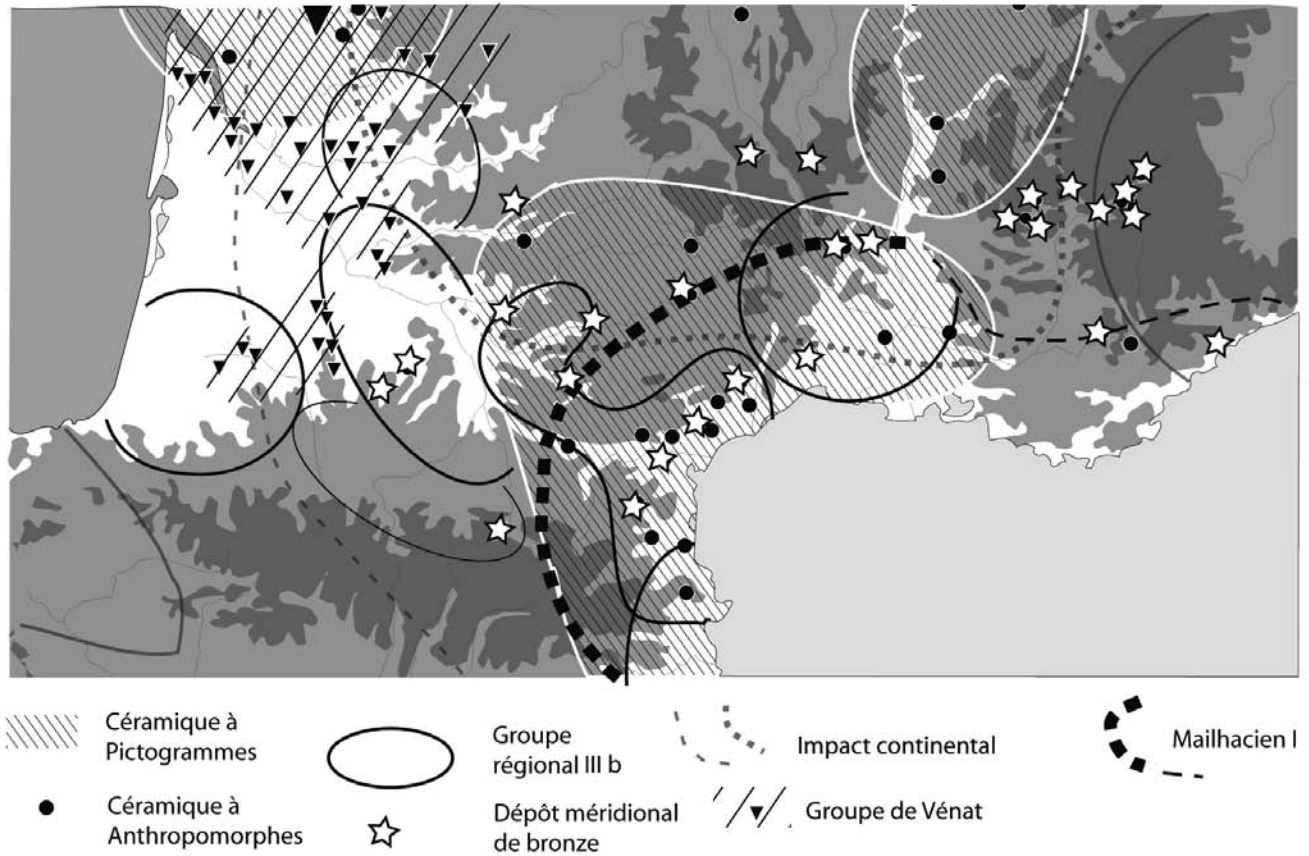 Céramique à
Pictogrammes
Groupe
régional III b
Impact continental
Mailhacien I
Céramique à
Anthropomorphes
Dépôt méridional
de bronze
Groupe de Vénat